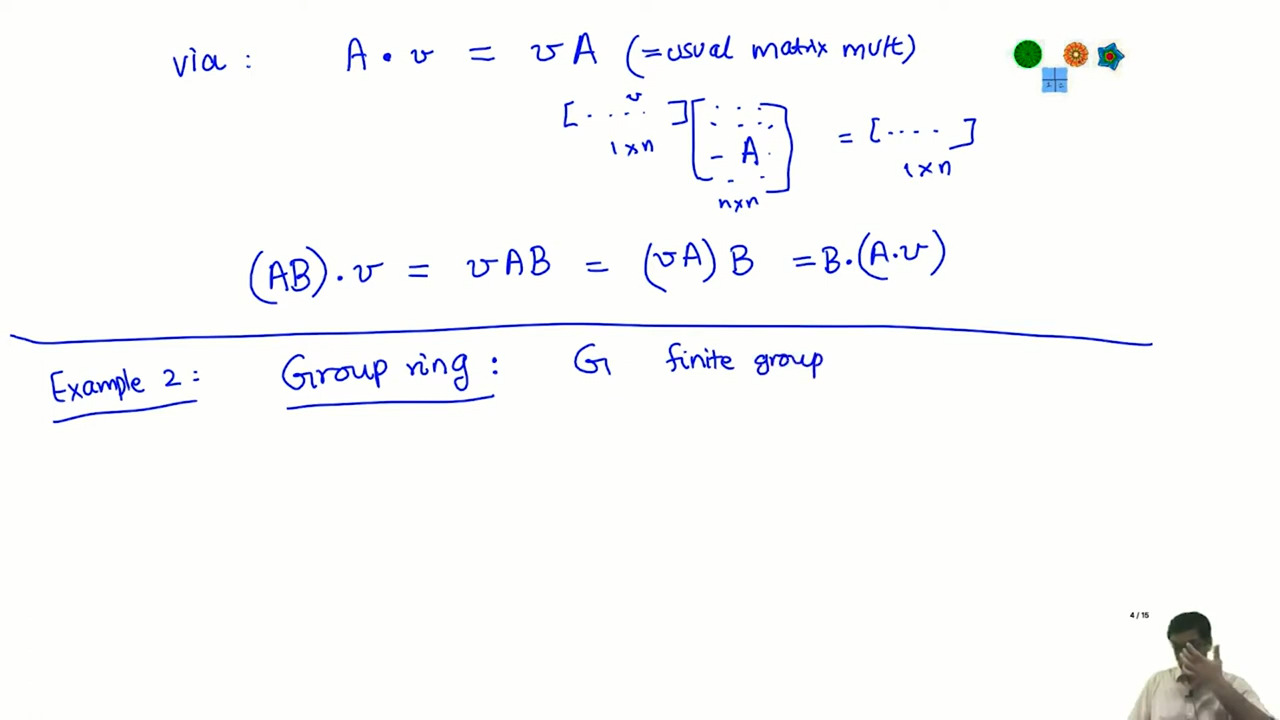 via : A · v = v A (= usual matrix mult)
[ . . . . v ] [ : : : - A . ] = [ . . . . ]
1×n n×n 1×n
(AB) · v = v AB = (vA) B = B · (A · v)
Example 2 : Group ring : G finite group
4 / 15